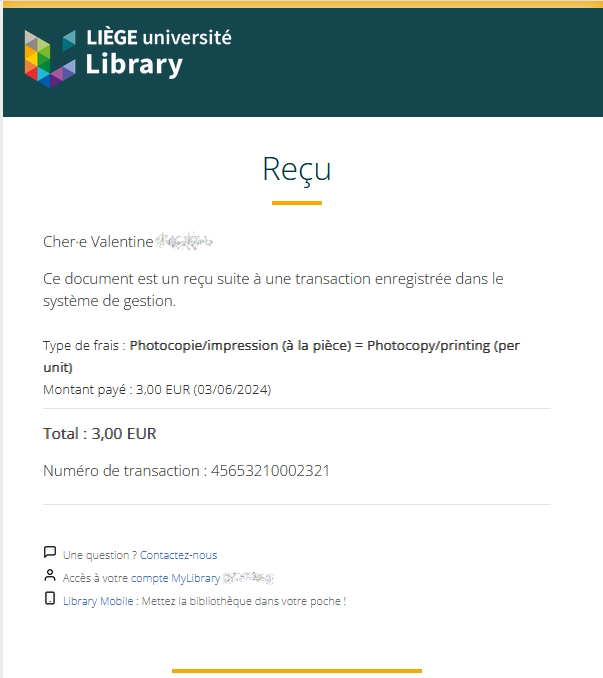 LIÈGE université
Library
Reçu
Cher·e Valentine
Ce document est un reçu suite à une transaction enregistrée dans le
système de gestion.
Type de frais : Photocopie/impression (à la pièce) = Photocopy/printing (per
unit)
Montant payé : 3,00 EUR (03/06/2024)
Total : 3,00 EUR
Numéro de transaction : 45653210002321
Une question ? Contactez-nous
Accès à votre compte MyLibrary
Library Mobile : Mettez la bibliothèque dans votre poche !